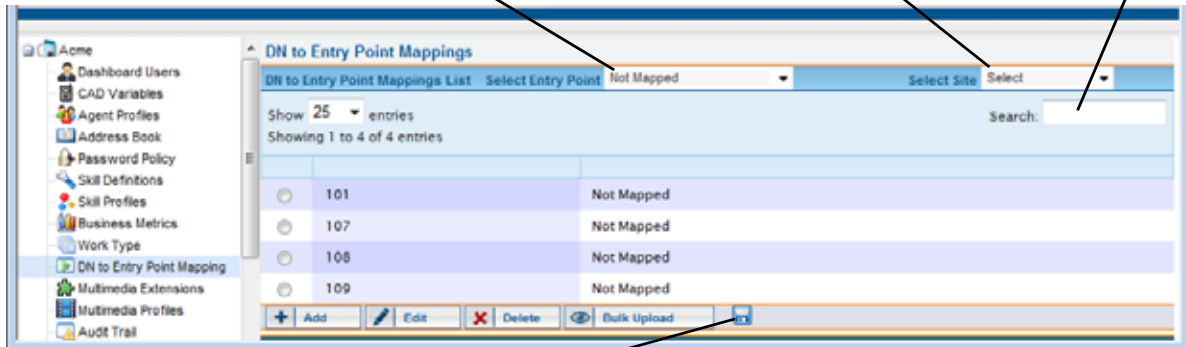 Acme
Dashboard Users
CAD Variables
Agent Profiles
Address Book
Password Policy
Skill Definitions
Skill Profiles
Business Metrics
Work Type
DN to Entry Point Mapping
Multimedia Extensions
Multimedia Profiles
Audit Trail
DN to Entry Point Mappings
DN to Entry Point Mappings List Select Entry Point Not Mapped Select Site Select
Show 25 entries Search:
Showing 1 to 4 of 4 entries
101 Not Mapped
107 Not Mapped
108 Not Mapped
109 Not Mapped
Add Edit Delete Bulk Upload